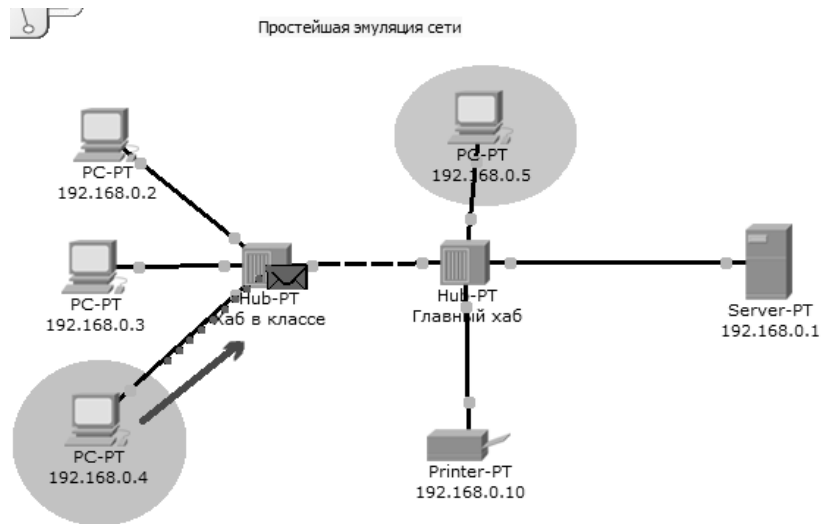 Простейшая эмуляция сети
PC-PT
192.168.0.2
PC-PT
192.168.0.5
PC-PT
192.168.0.3
Hub-PT
Хаб в классе
Hub-PT
Главный хаб
Server-PT
192.168.0.1
PC-PT
192.168.0.4
Printer-PT
192.168.0.10